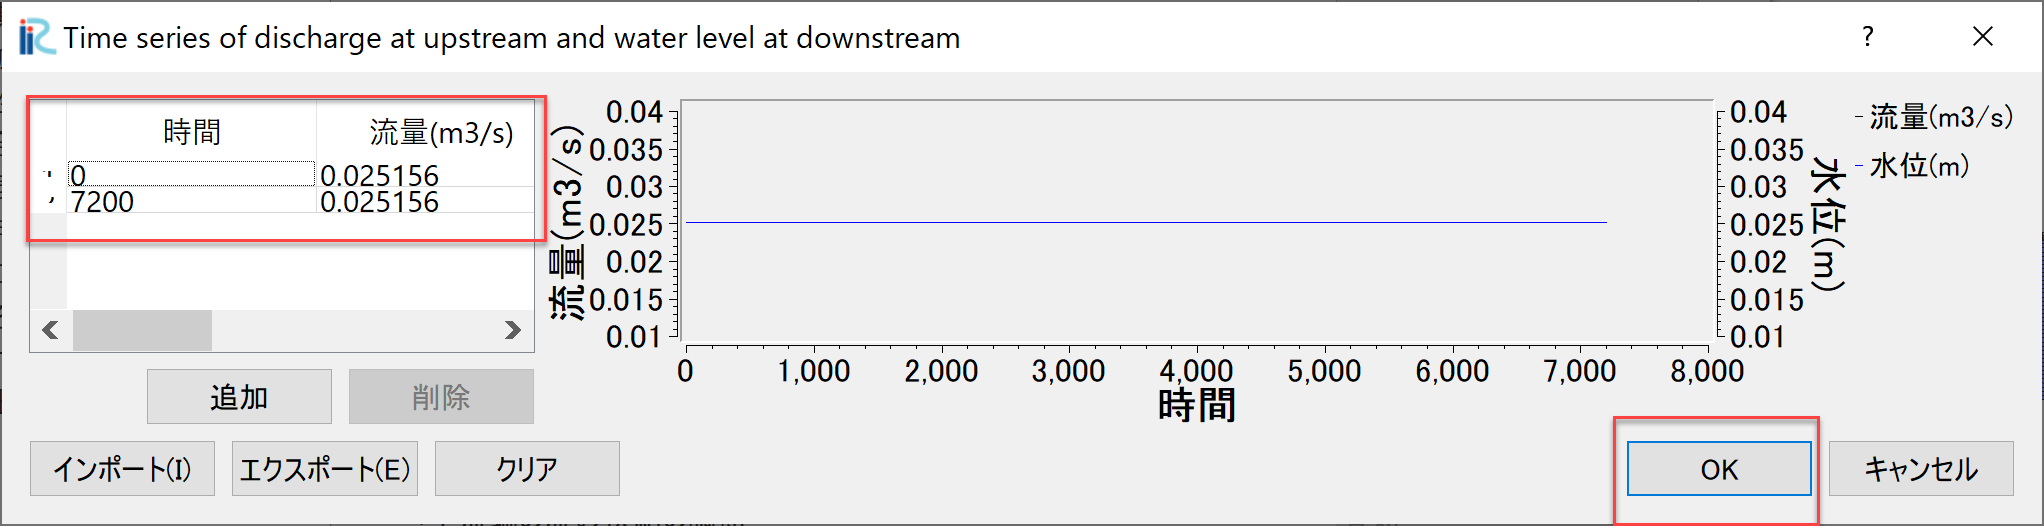 iRIC Time series of discharge at upstream and water level at downstream
? ×
時間 流量(m3/s)
0 0.025156
7200 0.025156
追加 削除
インポート(I) エクスポート(E) クリア
流量(m3/s)
0.04
0.035
0.03
0.025
0.02
0.015
0.01
0 1,000 2,000 3,000 4,000 5,000 6,000 7,000 8,000
時間
0.04
0.035
0.03
0.025
0.02
0.015
0.01
水位(m)
流量(m3/s)
水位(m)
OK キャンセル